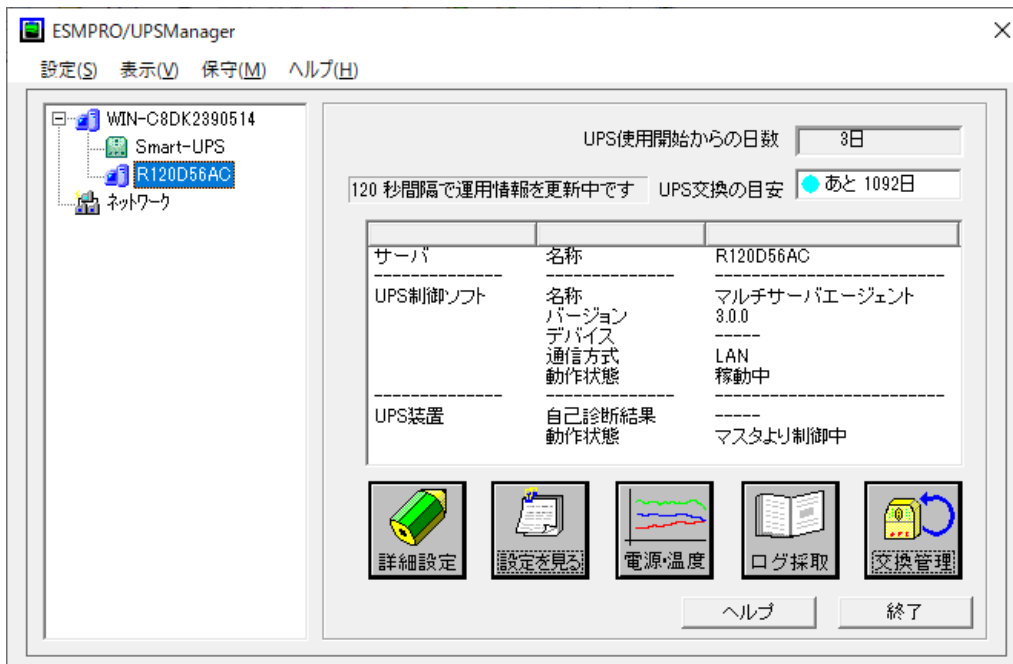 ESMPRO/UPSManager
設定(S) 表示(V) 保守(M) ヘルプ(H)
WIN-C8DK2390514
Smart-UPS
R120D56AC
ネットワーク
UPS使用開始からの日数 3日
120 秒間隔で運用情報を更新中です UPS交換の目安 あと 1092日
サーバ 名称 R120D56AC
-------------- -------------- -------------------------
UPS制御ソフト 名称 マルチサーバエージェント
バージョン 3.0.0
デバイス -----
通信方式 LAN
動作状態 稼動中
-------------- -------------- -------------------------
UPS装置 自己診断結果 -----
動作状態 マスタより制御中
詳細設定 設定を見る 電源・温度 ログ採取 交換管理
ヘルプ 終了